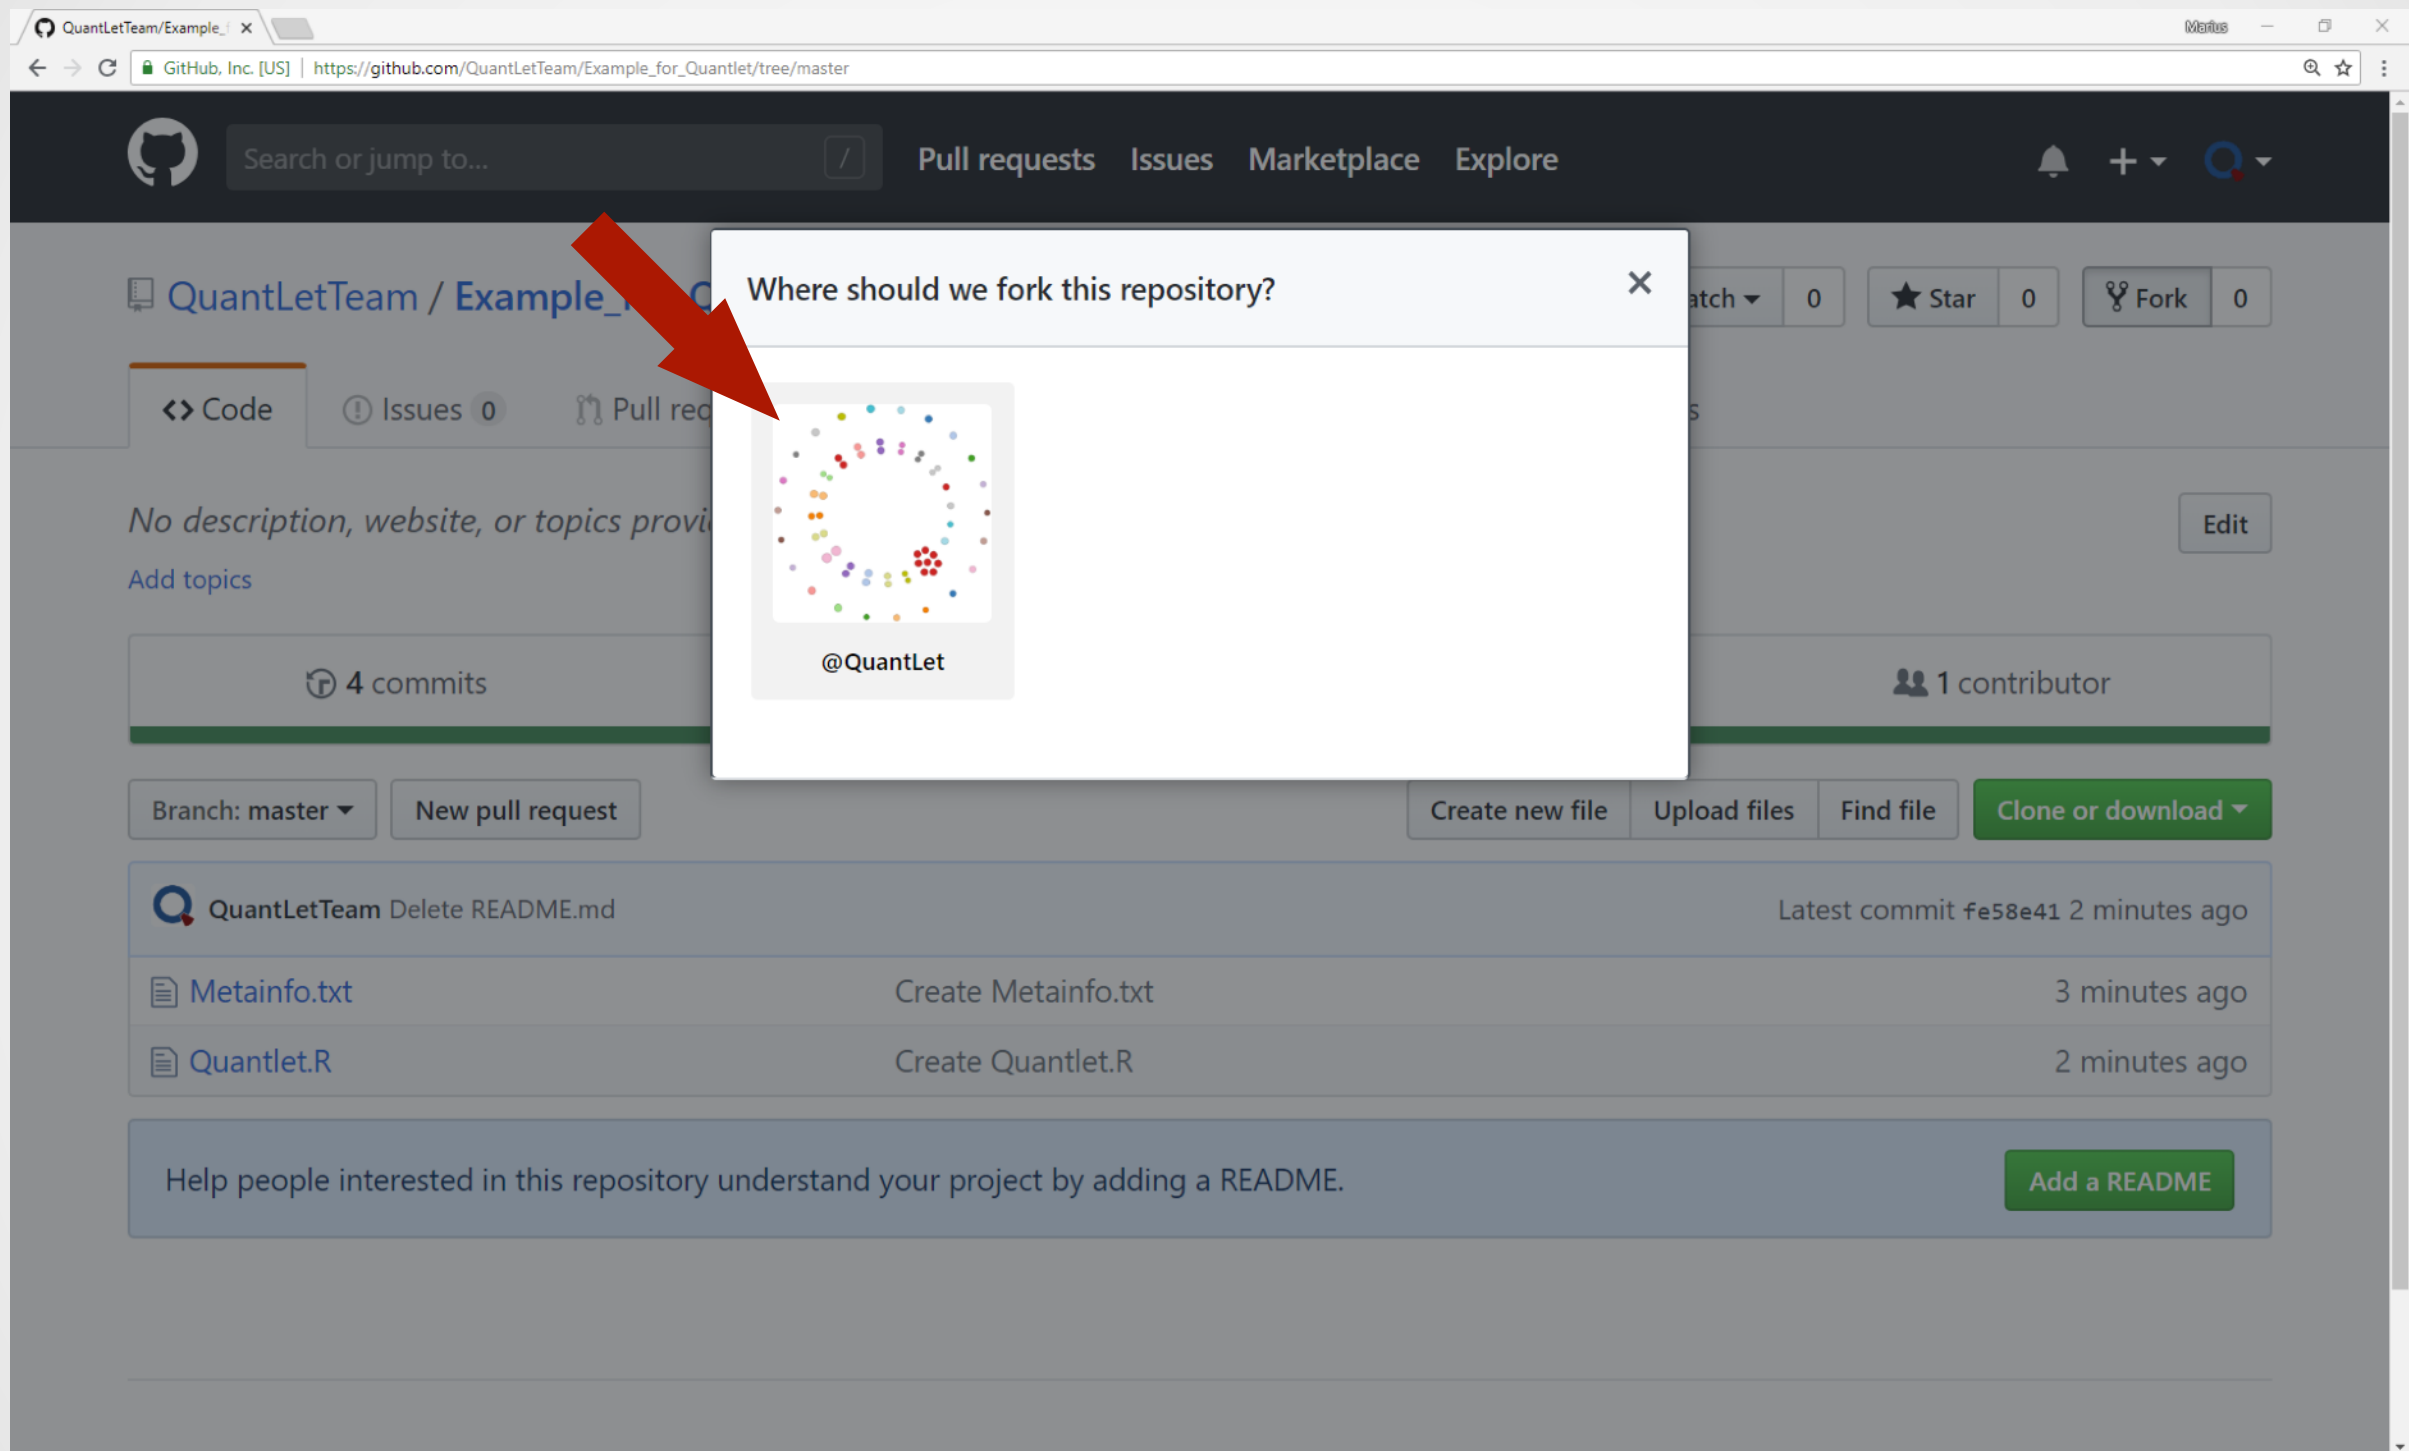 QuantLetTeam/Example_f
Marius
GitHub, Inc. [US] | https://github.com/QuantLetTeam/Example_for_Quantlet/tree/master
Search or jump to... / Pull requests Issues Marketplace Explore
Where should we fork this repository?
QuantLetTeam / Example_ Q
atch 0 Star 0 Fork 0
Code Issues 0 Pull req s
@QuantLet
No description, website, or topics provi
Edit
Add topics
4 commits 1 contributor
Branch: master New pull request Create new file Upload files Find file Clone or download
QuantLetTeam Delete README.md Latest commit fe58e41 2 minutes ago
Metainfo.txt Create Metainfo.txt 3 minutes ago
Quantlet.R Create Quantlet.R 2 minutes ago
Help people interested in this repository understand your project by adding a README. Add a README